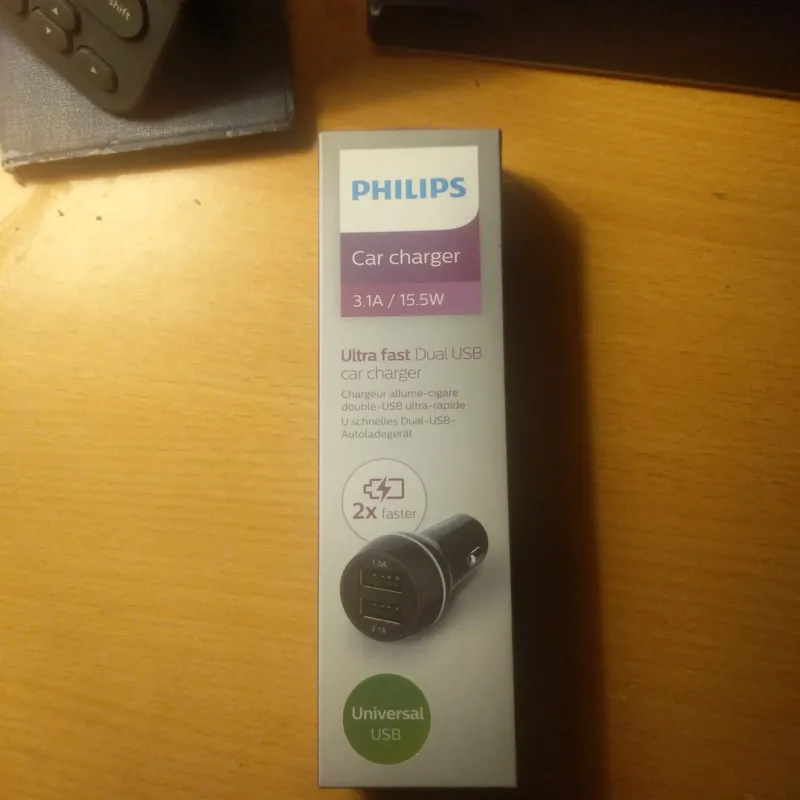 shift
PHILIPS
Car charger
3.1A / 15.5W
Ultra fast Dual USB
car charger
Chargeur allume-cigare
double-USB ultra-rapide
U schnelles Dual-USB-
Autoladegerät
2x faster
1.0A
2.1A
Universal
USB